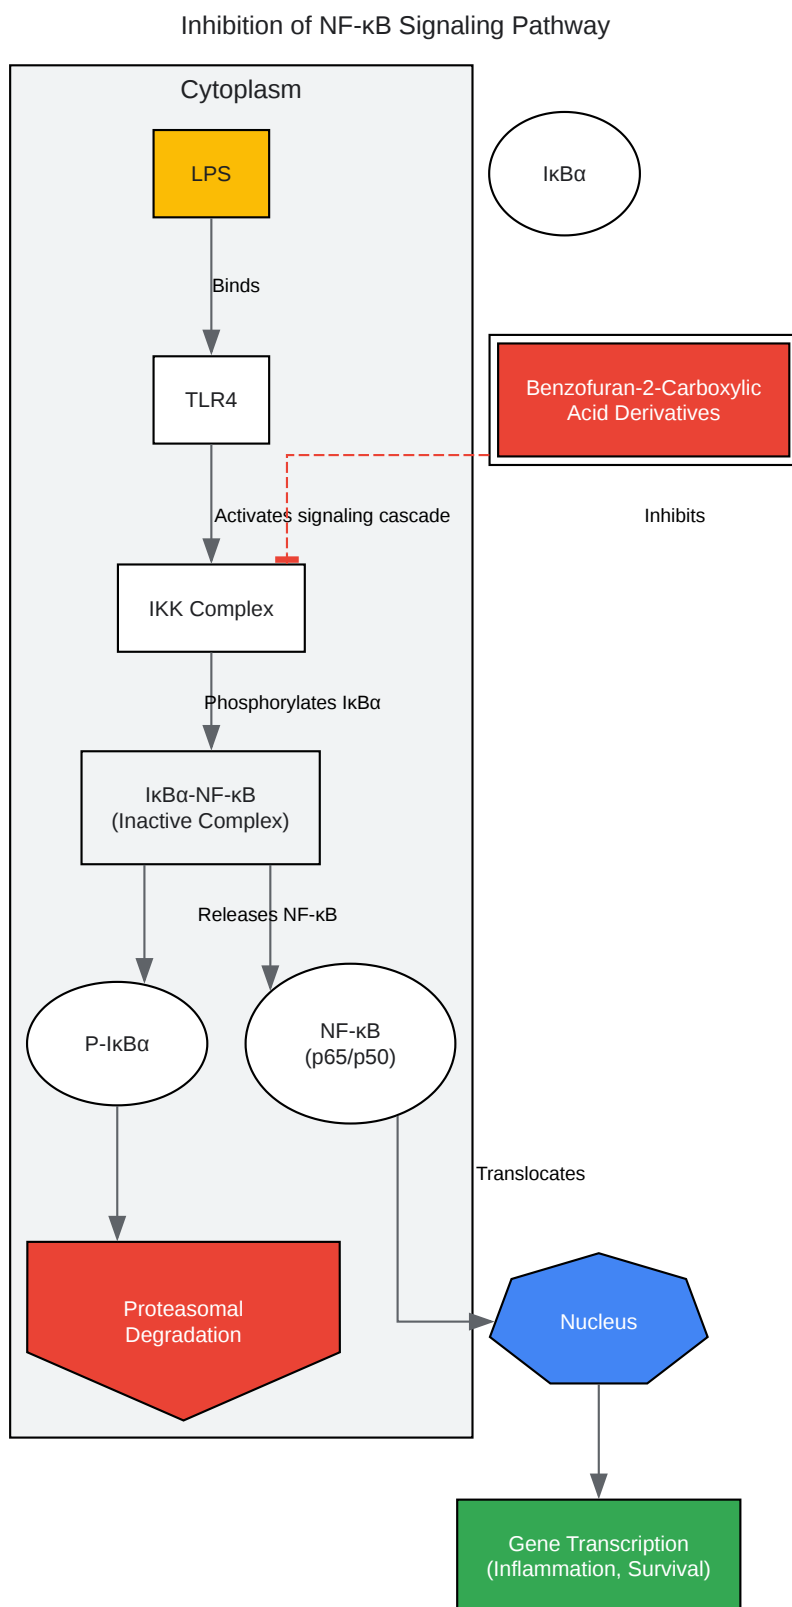 Inhibition of NF-κB Signaling Pathway
Cytoplasm
LPS
IκBα
Binds
TLR4
Benzofuran-2-Carboxylic
Acid Derivatives
Activates signaling cascade
Inhibits
IKK Complex
Phosphorylates IκBα
IκBα-NF-κB
(Inactive Complex)
Releases NF-κB
P-IκBα
NF-κB
(p65/p50)
Translocates
Proteasomal
Degradation
Nucleus
Gene Transcription
(Inflammation, Survival)